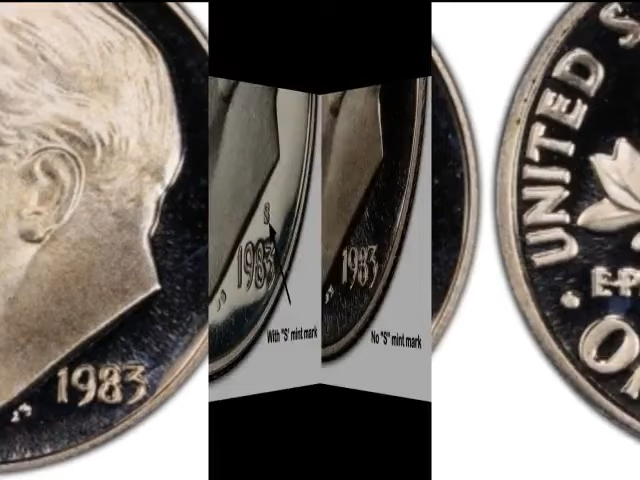 1983
S
1983
With "S' mint mark
1983
No "S" mint mark
UNITED S
E·P
O